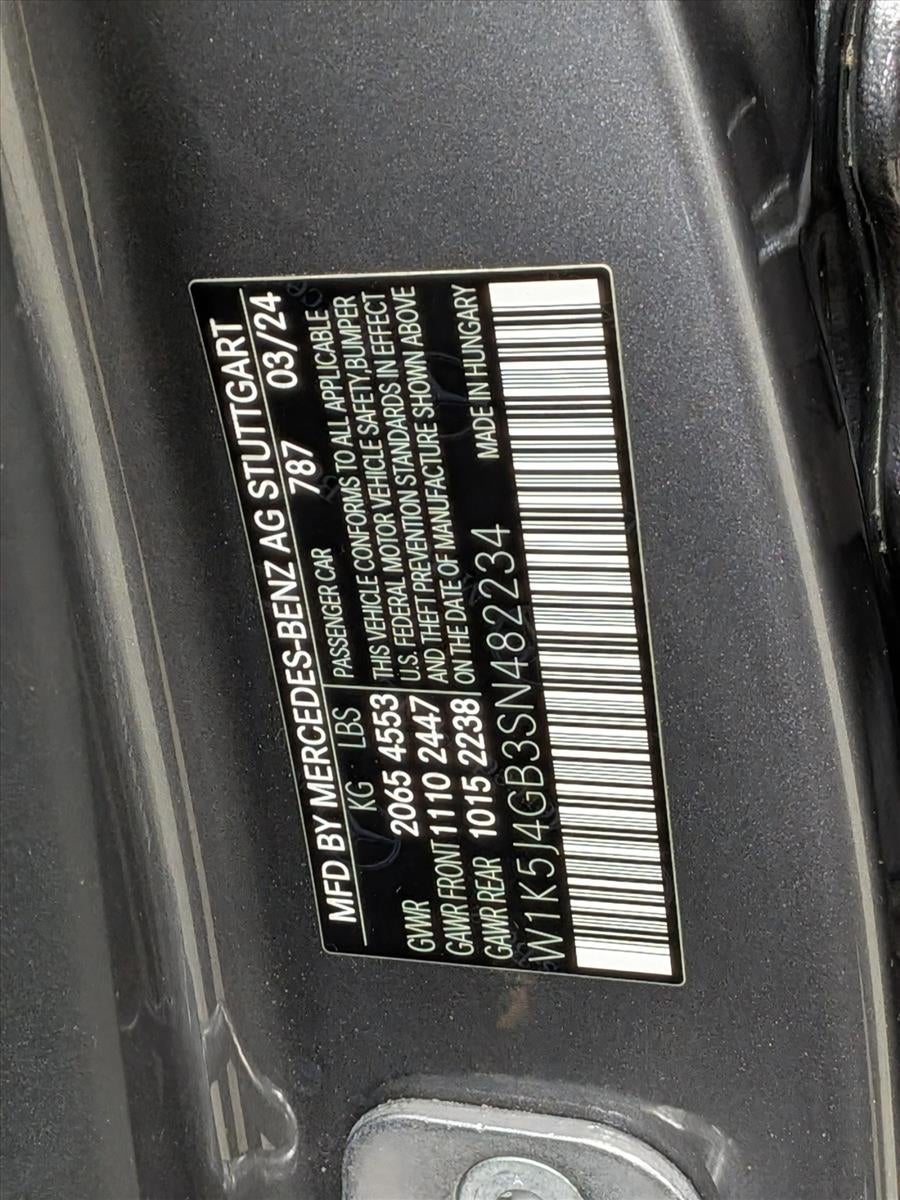 MFD BY MERCEDES-BENZ AG STUTTGART
787 03/24
KG LBS
GVWR 2065 4553
GAWR FRONT 1110 2447
GAWR REAR 1015 2238
PASSENGER CAR
THIS VEHICLE CONFORMS TO ALL APPLICABLE
U.S. FEDERAL MOTOR VEHICLE SAFETY,BUMPER
AND THEFT PREVENTION STANDARDS IN EFFECT
ON THE DATE OF MANUFACTURE SHOWN ABOVE
MADE IN HUNGARY
W1K5J4GB3SN482234